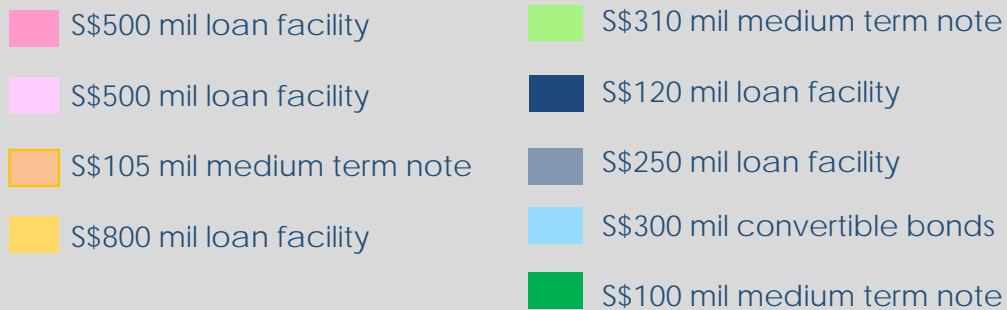 S$500 mil loan facility
S$500 mil loan facility
S$105 mil medium term note
S$800 mil loan facility
S$310 mil medium term note
S$120 mil loan facility
S$250 mil loan facility
S$300 mil convertible bonds
S$100 mil medium term note